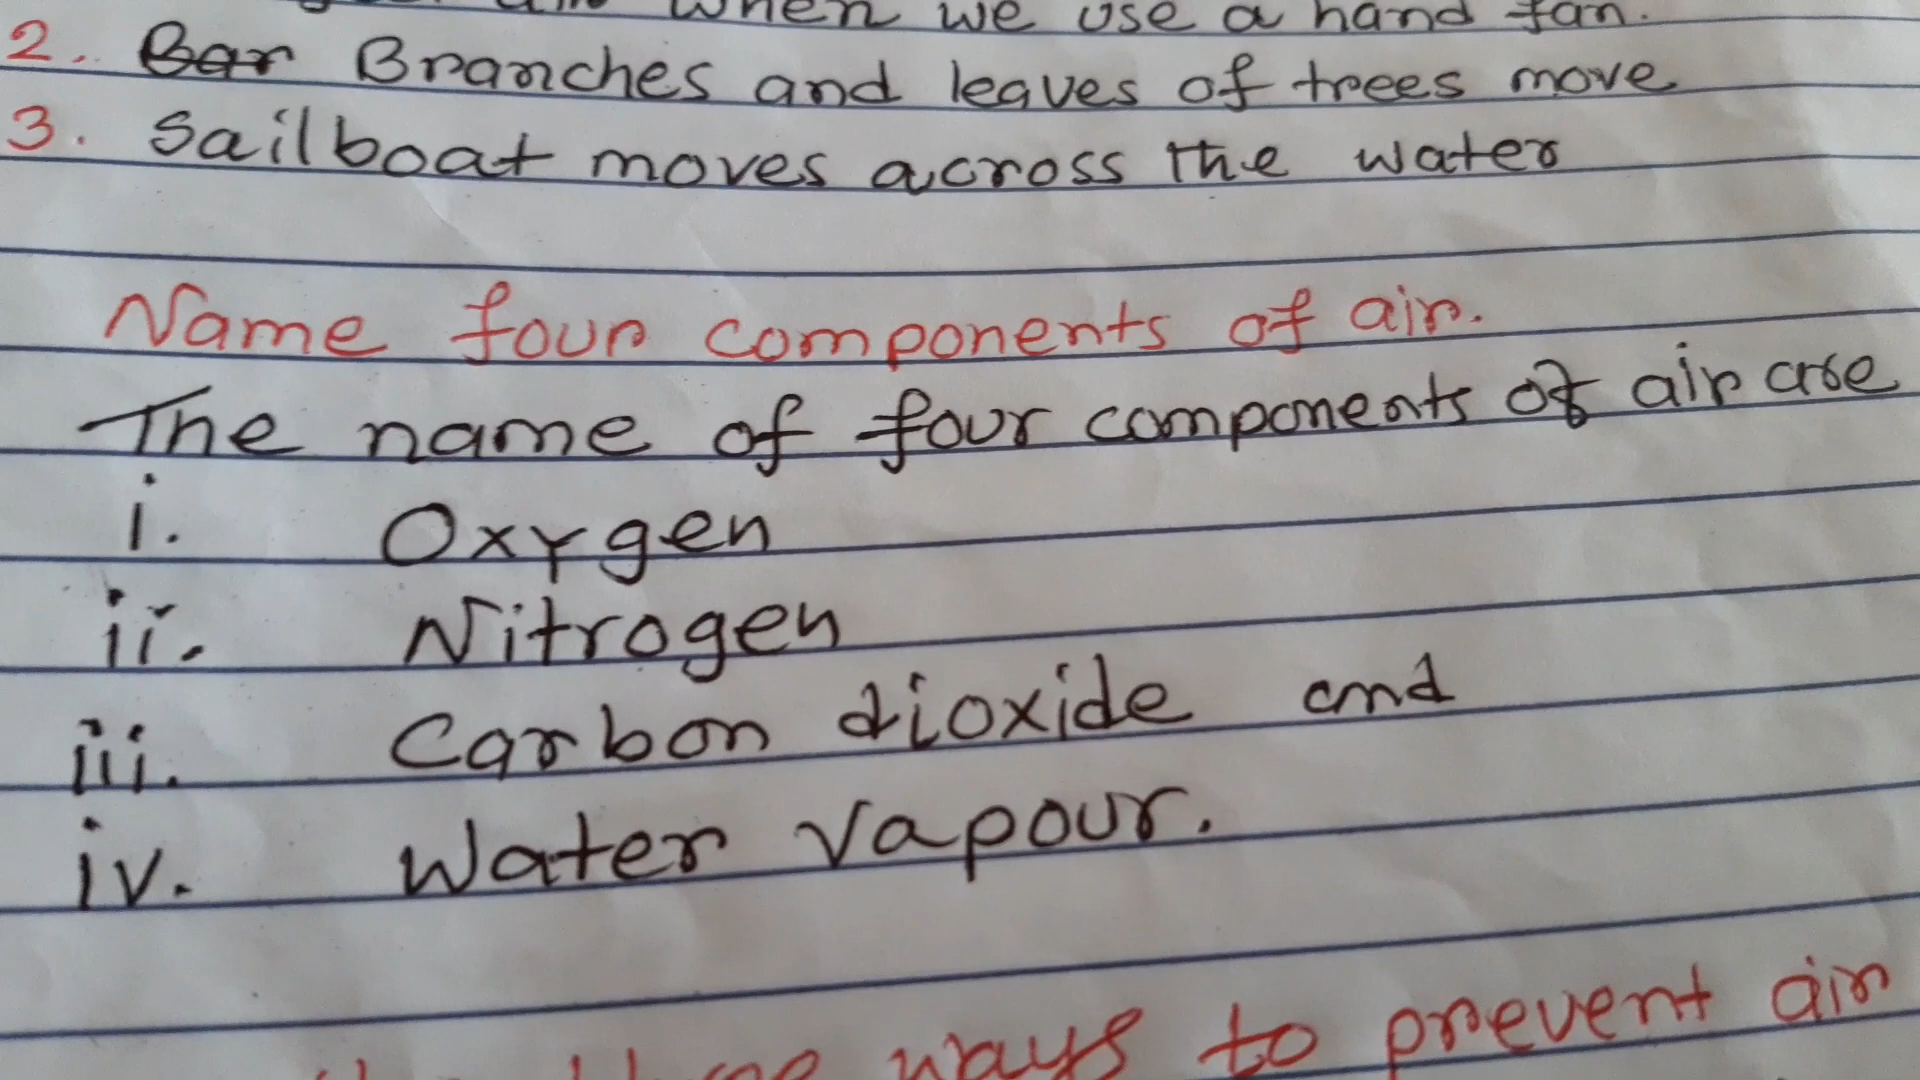 when we use a hand fan.
2. Bar Branches and leaves of trees move
3. Sailboat moves across the water
Name four components of air.
The name of four components of air are
i. Oxygen
ii. Nitrogen
iii. Carbon dioxide and
iv. Water vapour.
ways to prevent air